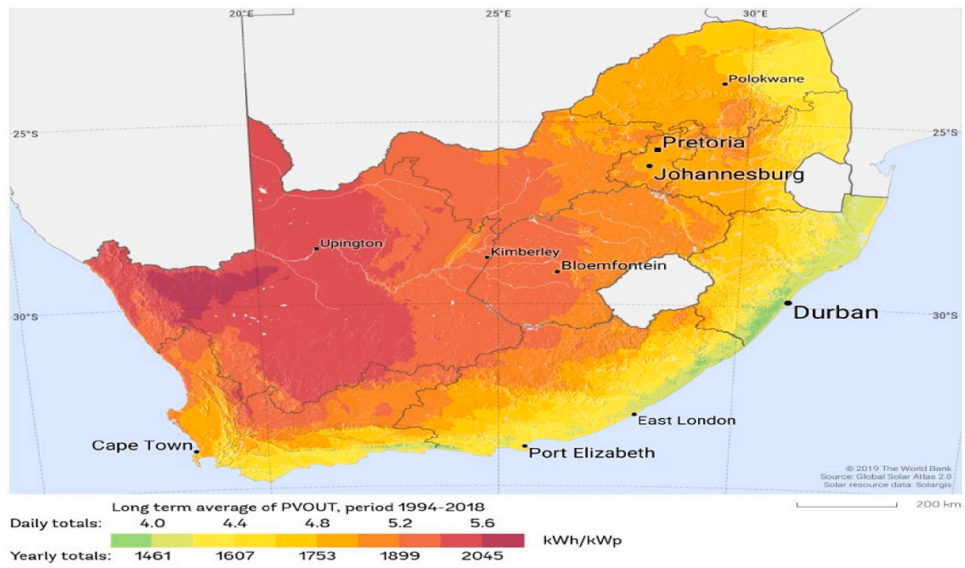 20°E 25°E 30°E
Polokwane
25°S 25°S
Pretoria
Johannesburg
Upington
Kimberley
Bloemfontein
30°S 30°S
Durban
East London
Cape Town
Port Elizabeth
© 2019 The World Bank
Source: Global Solar Atlas 2.0
Solar resource data: Solargis
200 km
Long term average of PVOUT, period 1994-2018
Daily totals: 4.0 4.4 4.8 5.2 5.6
kWh/kWp
Yearly totals: 1461 1607 1753 1899 2045